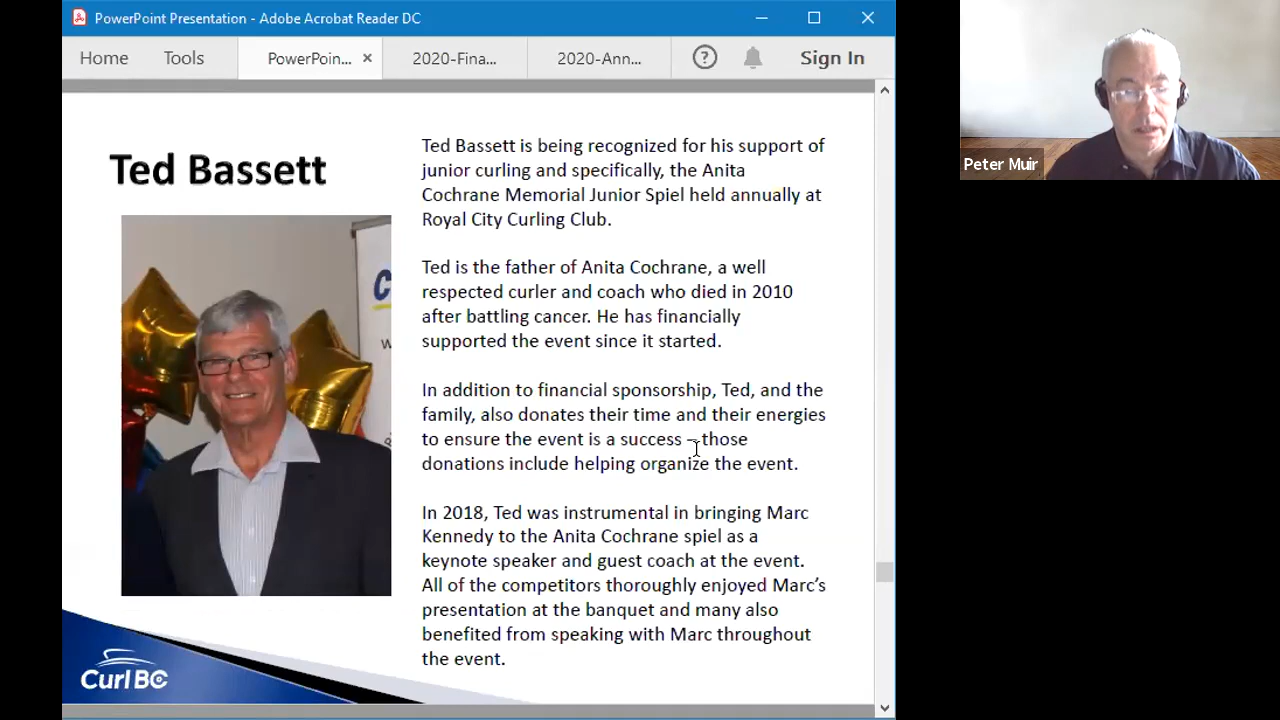 PowerPoint Presentation - Adobe Acrobat Reader DC
Home
Tools
PowerPoin...
2020-Fina...
2020-Ann...
Sign In
Peter Muir
Ted Bassett
Ted Bassett is being recognized for his support of
junior curling and specifically, the Anita
Cochrane Memorial Junior Spiel held annually at
Royal City Curling Club.
Ted is the father of Anita Cochrane, a well
respected curler and coach who died in 2010
after battling cancer. He has financially
supported the event since it started.
In addition to financial sponsorship, Ted, and the
family, also donates their time and their energies
to ensure the event is a success – those
donations include helping organize the event.
In 2018, Ted was instrumental in bringing Marc
Kennedy to the Anita Cochrane spiel as a
keynote speaker and guest coach at the event.
All of the competitors thoroughly enjoyed Marc's
presentation at the banquet and many also
benefited from speaking with Marc throughout
the event.
Curl BC